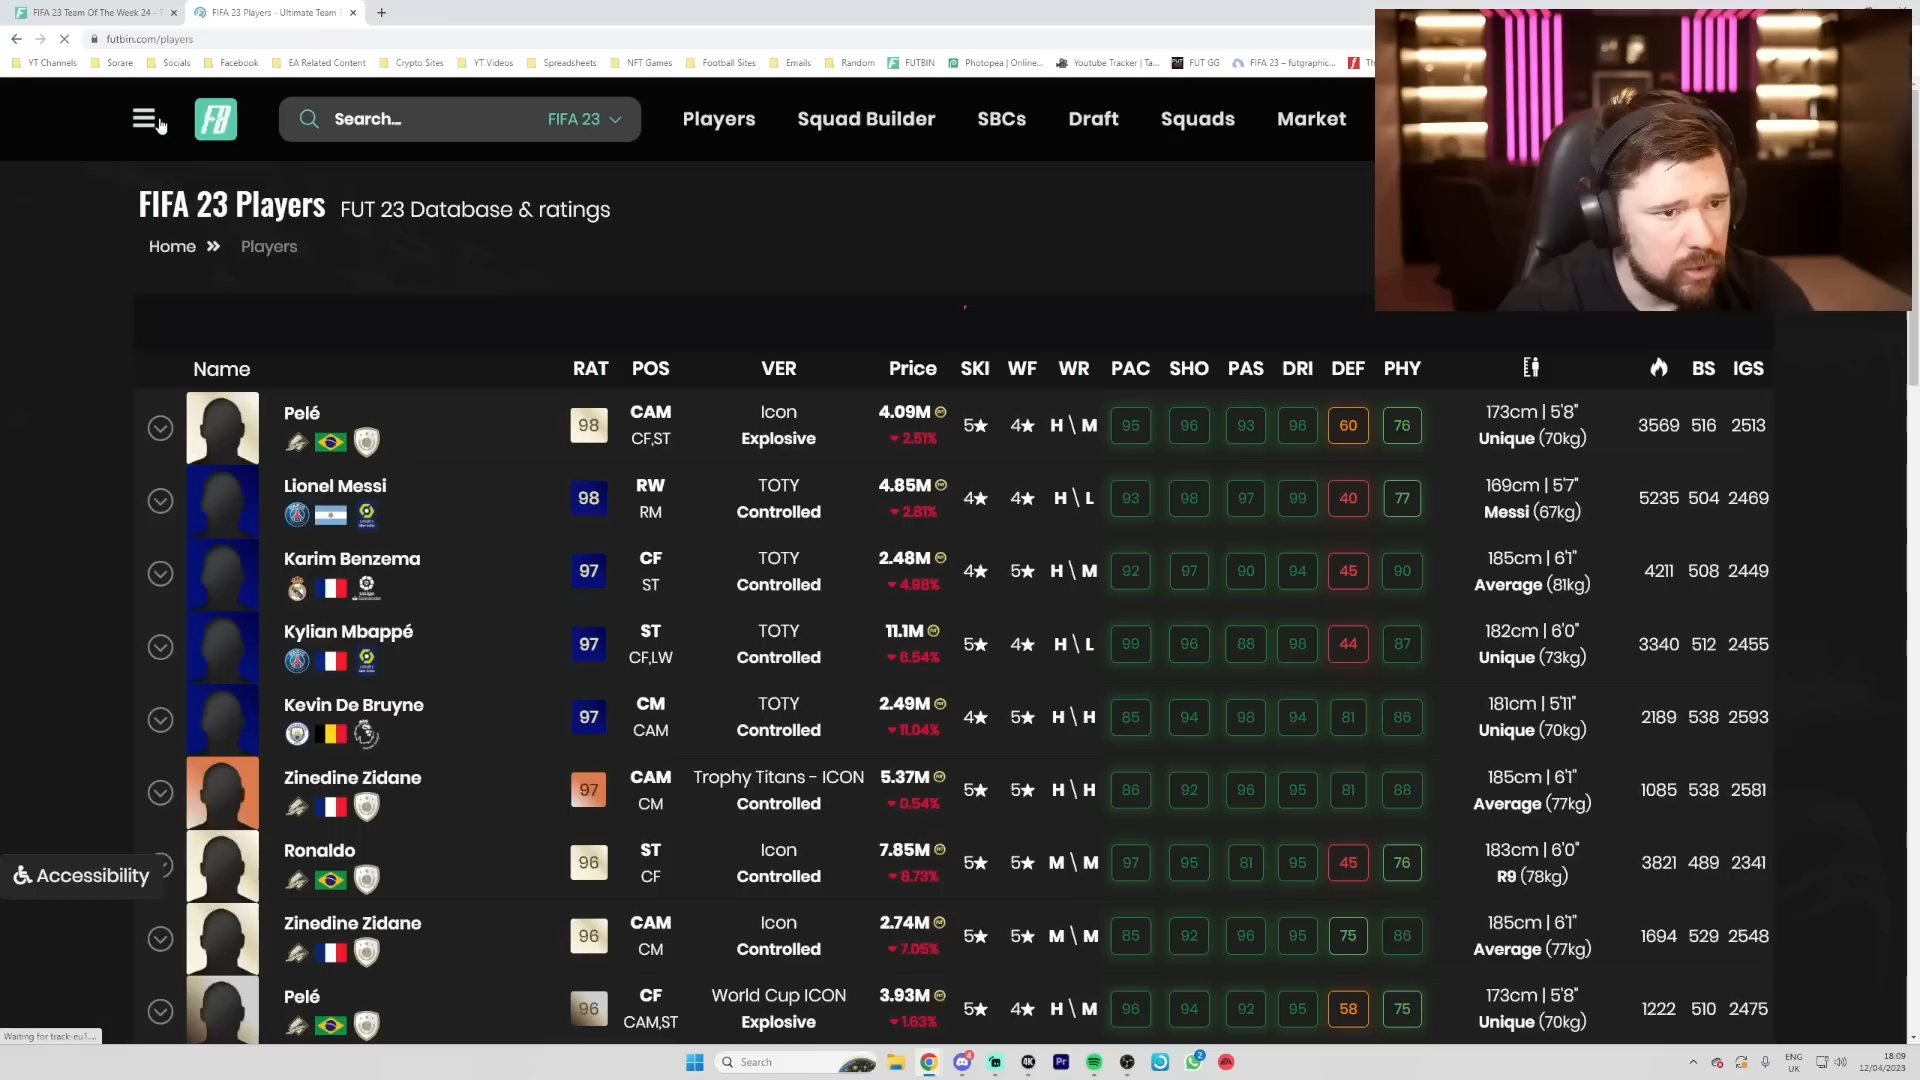 FIFA 23 Team Of The Week 24 - T
FIFA 23 Players - Ultimate Team
futbin.com/players
YT Channels Sorare Socials Facebook EA Related Content Crypto Sites YT Videos Spreadsheets NFT Games Football Sites Emails Random FUTBIN Photopea | Online... Youtube Tracker | Ta... FUT GG FIFA 23 – futgraphic...
Search... FIFA 23
Players Squad Builder SBCs Draft Squads Market
FIFA 23 Players FUT 23 Database & ratings
Home » Players
Name RAT POS VER Price SKI WF WR PAC SHO PAS DRI DEF PHY BS IGS
Pelé 98 CAM CF,ST Icon Explosive 4.09M 2.51% 5★ 4★ H \ M 95 96 93 96 60 76 173cm | 5'8" Unique (70kg) 3569 516 2513
Lionel Messi 98 RW RM TOTY Controlled 4.85M 2.81% 4★ 4★ H \ L 93 98 97 99 40 77 169cm | 5'7" Messi (67kg) 5235 504 2469
Karim Benzema 97 CF ST TOTY Controlled 2.48M 4.98% 4★ 5★ H \ M 92 97 90 94 45 90 185cm | 6'1" Average (81kg) 4211 508 2449
Kylian Mbappé 97 ST CF,LW TOTY Controlled 11.1M 6.54% 5★ 4★ H \ L 99 96 88 98 44 87 182cm | 6'0" Unique (73kg) 3340 512 2455
Kevin De Bruyne 97 CM CAM TOTY Controlled 2.49M 11.04% 4★ 5★ H \ H 85 94 98 94 81 86 181cm | 5'11" Unique (70kg) 2189 538 2593
Zinedine Zidane 97 CAM CM Trophy Titans - ICON Controlled 5.37M 0.54% 5★ 5★ H \ H 86 92 96 95 81 88 185cm | 6'1" Average (77kg) 1085 538 2581
Ronaldo 96 ST CF Icon Controlled 7.85M 8.73% 5★ 5★ M \ M 97 95 81 95 45 76 183cm | 6'0" R9 (78kg) 3821 489 2341
Accessibility
Zinedine Zidane 96 CAM CM Icon Controlled 2.74M 7.05% 5★ 5★ M \ M 85 92 96 95 75 86 185cm | 6'1" Average (77kg) 1694 529 2548
Pelé 96 CF CAM,ST World Cup ICON Explosive 3.93M 1.63% 5★ 4★ H \ M 96 94 92 95 58 75 173cm | 5'8" Unique (70kg) 1222 510 2475
Waiting for track-eu1....
Search
ENG
UK
18:09
12/04/2023